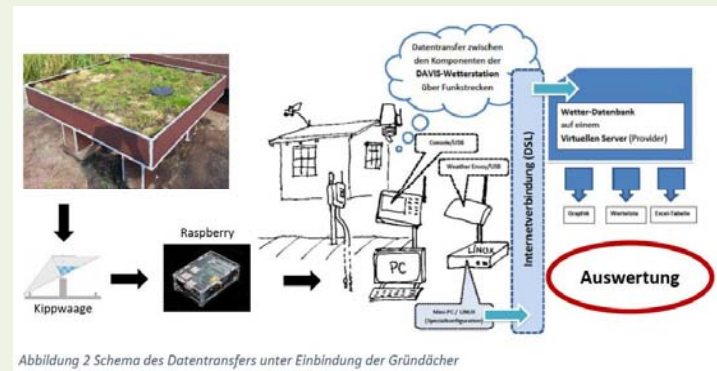 Datentransfer zwischen
den Komponenten der
DAVIS-Wetterstation
über Funkstrecken
Console/USB
Weather Envoy/USB
Internetverbindung (DSL)
Wetter-Datenbank
auf einem
Virtuellen Server (Provider)
Graphik
Werteliste
Excel-Tabelle
Raspberry
Kippwaage
PC
LINUX
Mini-PC / LINUX
(Spezialkonfiguration)
Auswertung
Abbildung 2 Schema des Datentransfers unter Einbindung der Gründächer